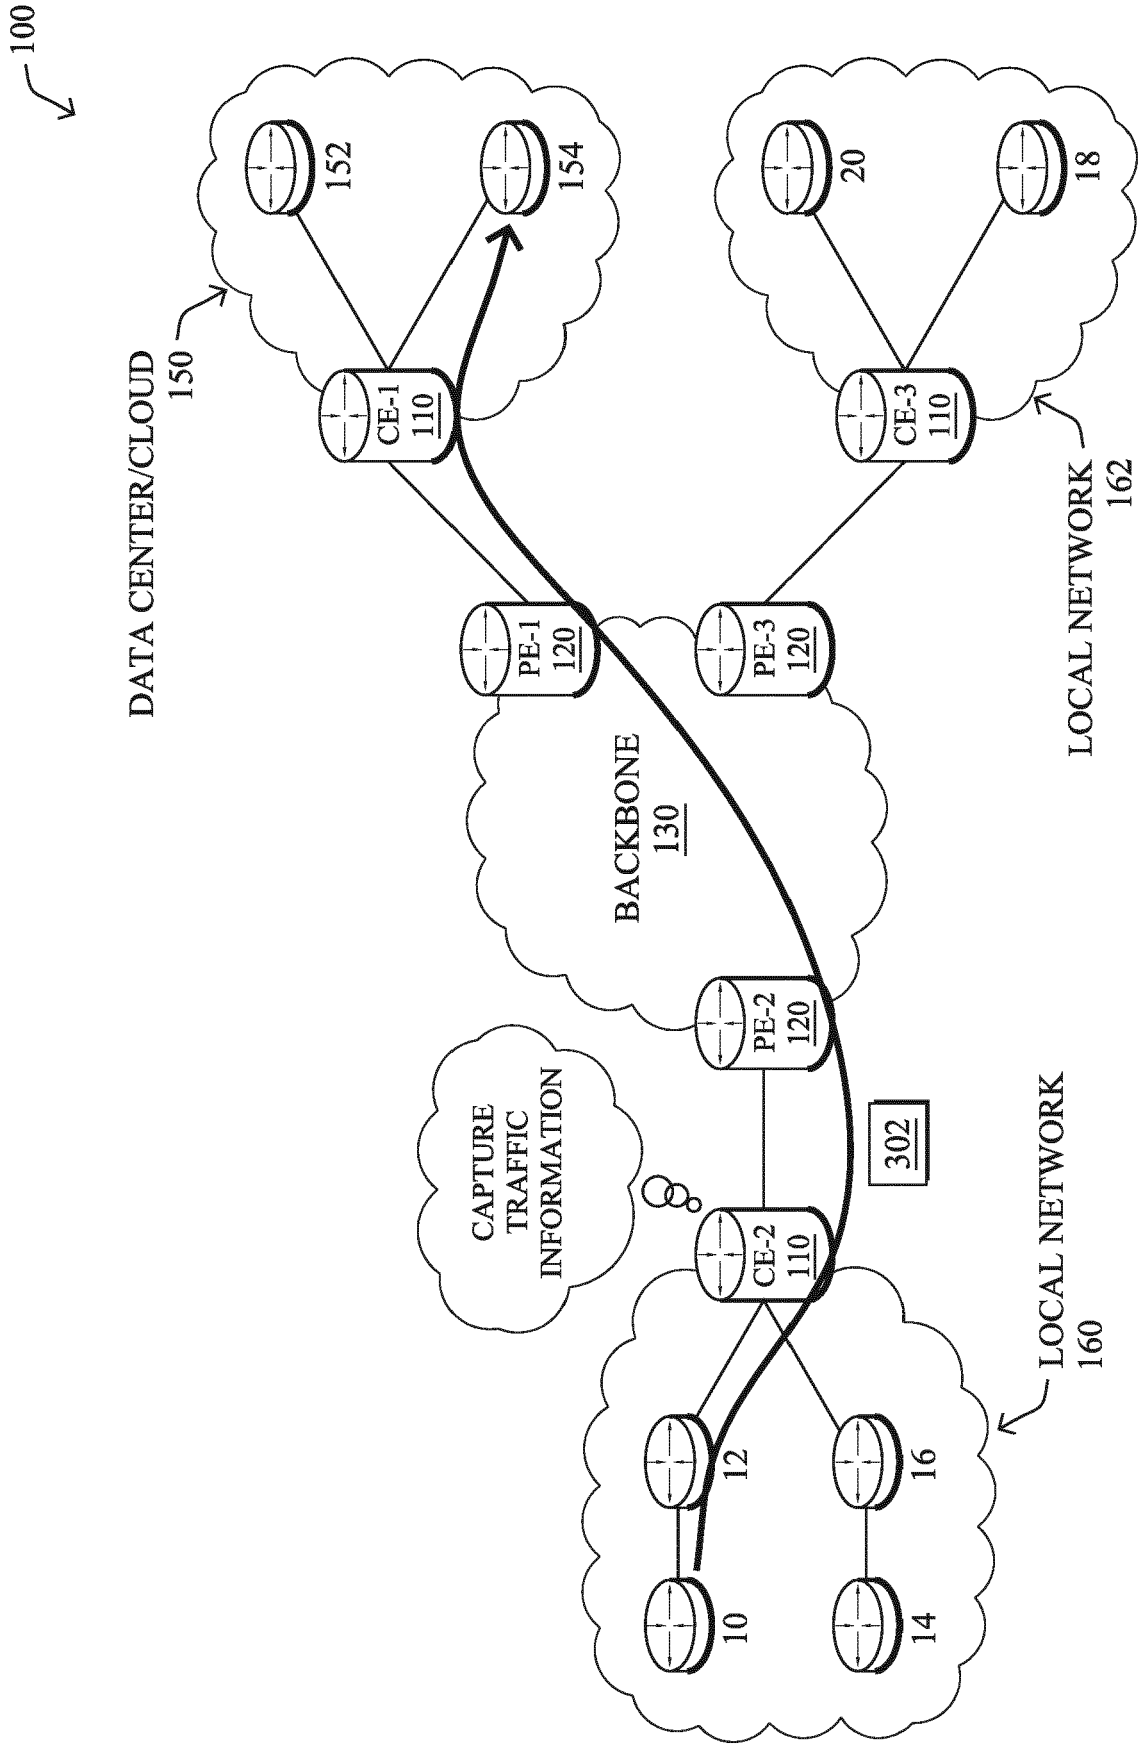 100
DATA CENTER/CLOUD
150
152
154
CE-1
110
PE-1
120
BACKBONE
130
CAPTURE
TRAFFIC
INFORMATION
10
12
14
16
CE-2
110
PE-2
120
302
PE-3
120
CE-3
110
20
18
LOCAL NETWORK
160
LOCAL NETWORK
162